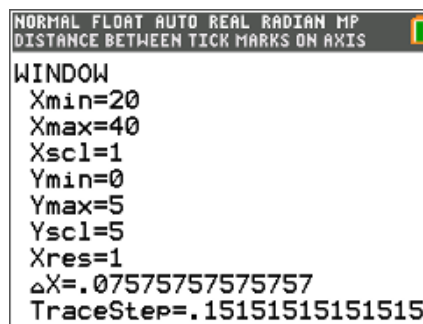 NORMAL FLOAT AUTO REAL RADIAN MP
DISTANCE BETWEEN TICK MARKS ON AXIS
WINDOW
Xmin=20
Xmax=40
Xscl=1
Ymin=0
Ymax=5
Yscl=5
Xres=1
△X=.07575757575757
TraceStep=.15151515151515